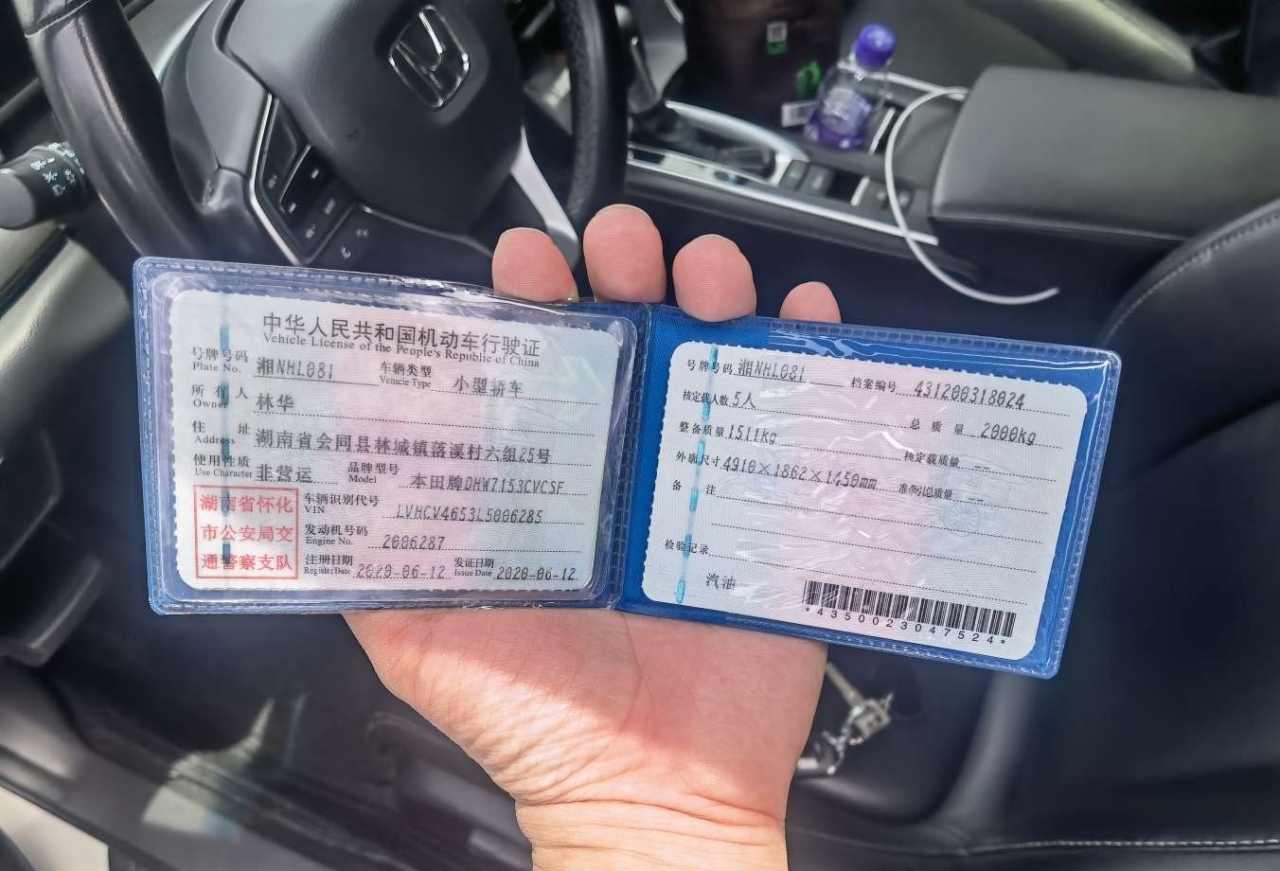 中华人民共和国机动车行驶证
Vehicle License of the People's Republic of China
号牌号码 湘NHL081 车辆类型 小型轿车
Plate No. Vehicle Type
所有人 林华
Owner
住址 湖南省会同县林城镇落溪村六组25号
Address
使用性质 非营运 品牌型号 本田牌DHW7153CVCSF
Use Character Model
湖南省怀化
市公安局交
通警察支队
车辆识别代号 LVHCV4653L5006285
VIN
发动机号码 2006287
Engine No.
注册日期 2020-06-12 发证日期 2020-06-12
Register Date Issue Date
号牌号码 湘NHL081 档案编号 431200318024
核定载人数 5人 总质量 2000kg
整备质量 1511kg 核定载质量 --
外廓尺寸 4910×1862×1450mm 准牵引总质量 --
备注
检验记录
汽油
*4350023047524*